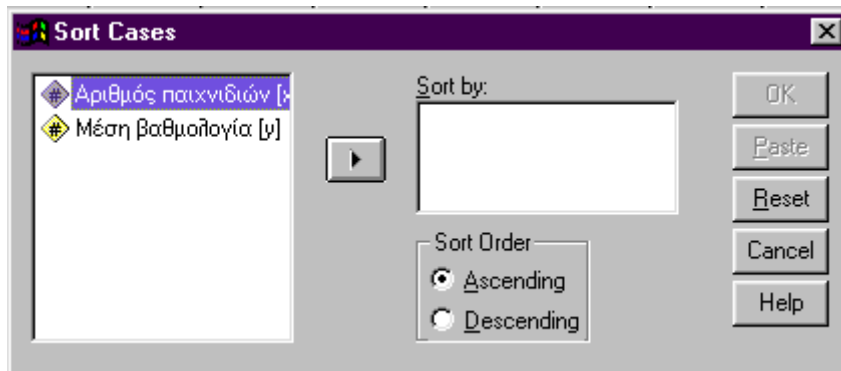 Sort Cases
Αριθμός παιχνιδιών [x
Μέση βαθμολογία [y]
Sort by:
Sort Order
Ascending
Descending
OK
Paste
Reset
Cancel
Help